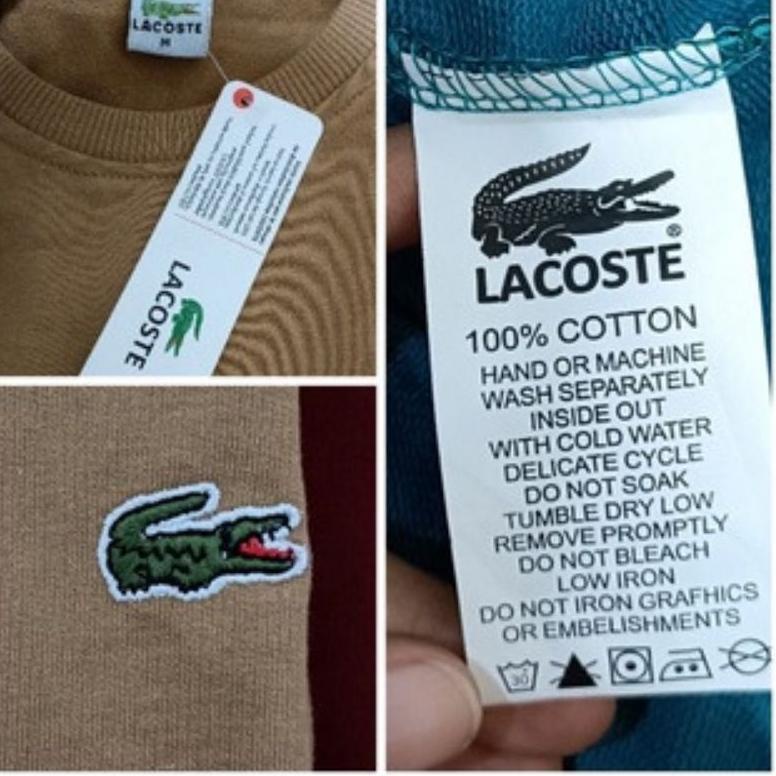 LACOSTE
M
LACOSTE
LACOSTE®
100% COTTON
HAND OR MACHINE
WASH SEPARATELY
INSIDE OUT
WITH COLD WATER
DELICATE CYCLE
DO NOT SOAK
TUMBLE DRY LOW
REMOVE PROMPTLY
DO NOT BLEACH
LOW IRON
DO NOT IRON GRAFHICS
OR EMBELISHMENTS
30